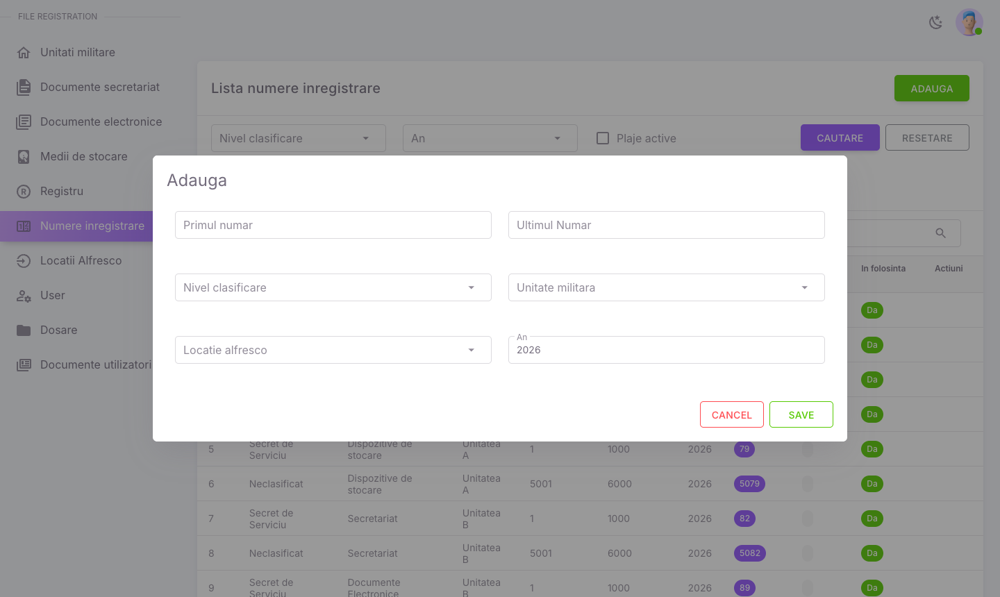 FILE REGISTRATION
Unitati militare
Documente secretariat
Documente electronice
Medii de stocare
Registru
Numere inregistrare
Locatii Alfresco
User
Dosare
Documente utilizatori
Lista numere inregistrare
ADAUGA
Nivel clasificare
An
Plaje active
CAUTARE
RESETARE
In folosinta
Actiuni
Da
Da
Da
Da
Adauga
Primul numar
Ultimul Numar
Nivel clasificare
Unitate militara
Locatie alfresco
An
2026
CANCEL
SAVE
5 Secret de Serviciu Dispozitive de stocare Unitatea A 1 1000 2026 79 Da
6 Neclasificat Dispozitive de stocare Unitatea A 5001 6000 2026 5079 Da
7 Secret de Serviciu Secretariat Unitatea B 1 1000 2026 82 Da
8 Neclasificat Secretariat Unitatea B 5001 6000 2026 5082 Da
9 Secret de Serviciu Documente Electronice Unitatea B 1 1000 2026 89 Da